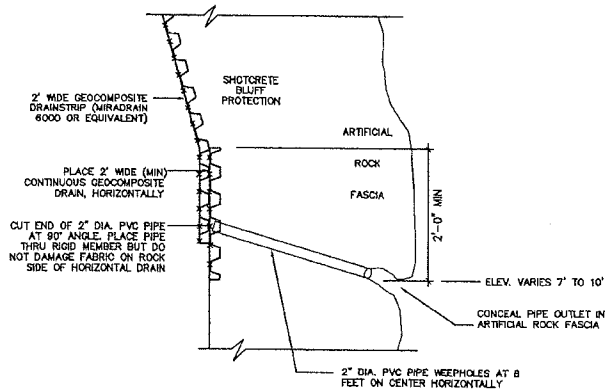 2' WIDE GEOCOMPOSITE
DRAINSTRIP (MIRADRAIN
6000 OR EQUIVALENT)
SHOTCRETE
BLUFF
PROTECTION
ARTIFICIAL
ROCK
FASCIA
PLACE 2' WIDE (MIN)
CONTINUOUS GEOCOMPOSITE
DRAIN, HORIZONTALLY
2'-0" MIN
CUT END OF 2" DIA. PVC PIPE
AT 90° ANGLE. PLACE PIPE
THRU RIGID MEMBER BUT DO
NOT DAMAGE FABRIC ON ROCK
SIDE OF HORIZONTAL DRAIN
ELEV. VARIES 7' TO 10'
CONCEAL PIPE OUTLET IN
ARTIFICIAL ROCK FASCIA
2" DIA. PVC PIPE WEEPHOLES AT 8
FEET ON CENTER HORIZONTALLY